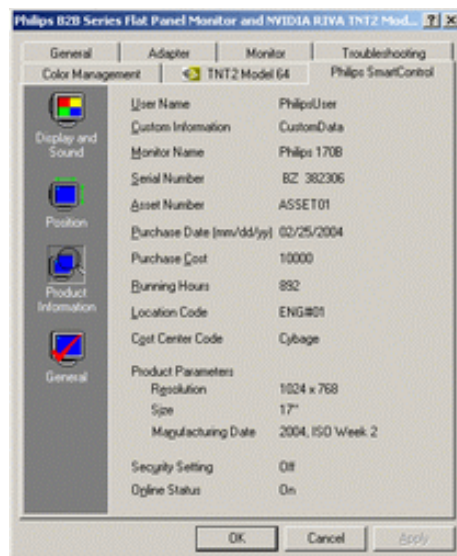 Philips B2B Series Flat Panel Monitor and NVIDIA RIVA TNT2 Mod...
General Adapter Monitor Troubleshooting
Color Management TNT2 Model 64 Philips SmartControl
Display and Sound
Position
Product Information
General
User Name PhilipsUser
Custom Information CustomData
Monitor Name Philips 170B
Serial Number BZ 382306
Asset Number ASSET01
Purchase Date (mm/dd/yy) 02/25/2004
Purchase Cost 10000
Running Hours 892
Location Code ENG#01
Cost Center Code Cybage
Product Parameters
Resolution 1024 x 768
Size 17"
Manufacturing Date 2004, ISO Week 2
Security Setting Off
Online Status On
OK Cancel Apply